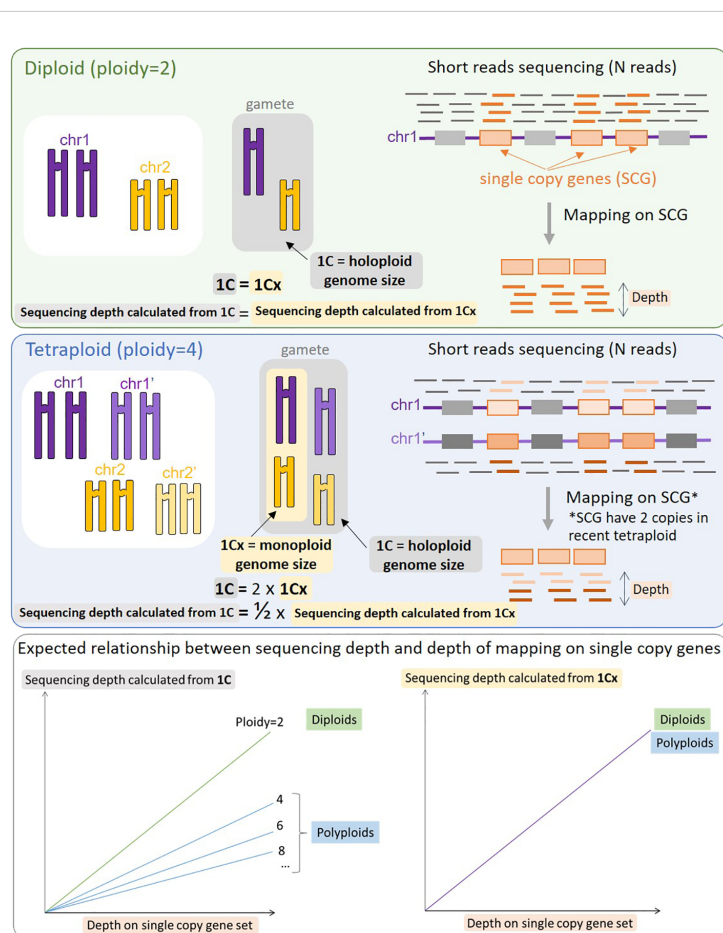 Diploid (ploidy=2)
Short reads sequencing (N reads)
gamete
chr1
chr2
chr1
single copy genes (SCG)
Mapping on SCG
1C = holoploid
genome size
1C = 1Cx
Depth
Sequencing depth calculated from 1C = Sequencing depth calculated from 1Cx
Tetraploid (ploidy=4)
gamete
Short reads sequencing (N reads)
chr1
chr1'
chr1
chr1'
chr2
chr2'
Mapping on SCG*
*SCG have 2 copies in
recent tetraploid
1Cx = monoploid
genome size
1C = holoploid
genome size
1C = 2 x 1Cx
Depth
Sequencing depth calculated from 1C = ½ x Sequencing depth calculated from 1Cx
Expected relationship between sequencing depth and depth of mapping on single copy genes
Sequencing depth calculated from 1C
Ploidy=2
Diploids
4
6
8
...
Polyploids
Depth on single copy gene set
Sequencing depth calculated from 1Cx
Diploids
Polyploids
Depth on single copy gene set